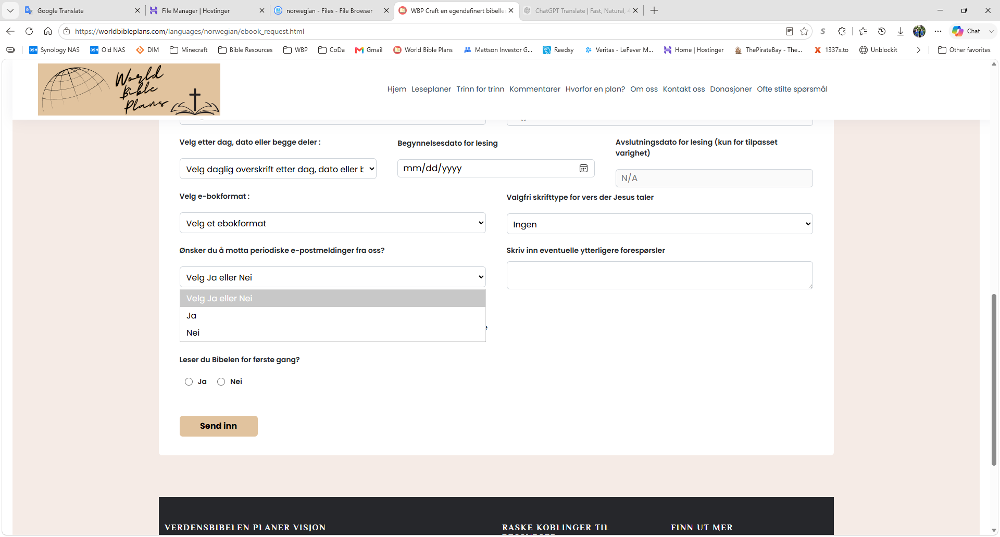 Google Translate
File Manager | Hostinger
norwegian - Files - File Browser
WBP Craft en egendefinert bibelle
ChatGPT Translate | Fast, Natural, 4
https://worldbibleplans.com/languages/norwegian/ebook_request.html
Chat
Synology NAS
Old NAS
DIM
Minecraft
Bible Resources
WBP
CoDa
Gmail
World Bible Plans
Mattson Investor G...
Reedsy
Veritas - LeFever M...
Home | Hostinger
ThePirateBay - The...
1337x.to
Unblockit
Other favorites
World
Bible
Plans
Hjem Leseplaner Trinn for trinn Kommentarer Hvorfor en plan? Om oss Kontakt oss Donasjoner Ofte stilte spørsmål
Velg etter dag, dato eller begge deler :
Velg daglig overskrift etter dag, dato eller b
Begynnelsesdato for lesing
mm/dd/yyyy
Avslutningsdato for lesing (kun for tilpasset
varighet)
N/A
Velg e-bokformat :
Velg et ebokformat
Valgfri skrifttype for vers der Jesus taler
Ingen
Ønsker du å motta periodiske e-postmeldinger fra oss?
Velg Ja eller Nei
Velg Ja eller Nei
Ja
Nei
Skriv inn eventuelle ytterligere forespørsler
Leser du Bibelen for første gang?
Ja Nei
Send inn
VERDENSBIBELEN PLANER VISJON
RASKE KOBLINGER TIL
FINN UT MER